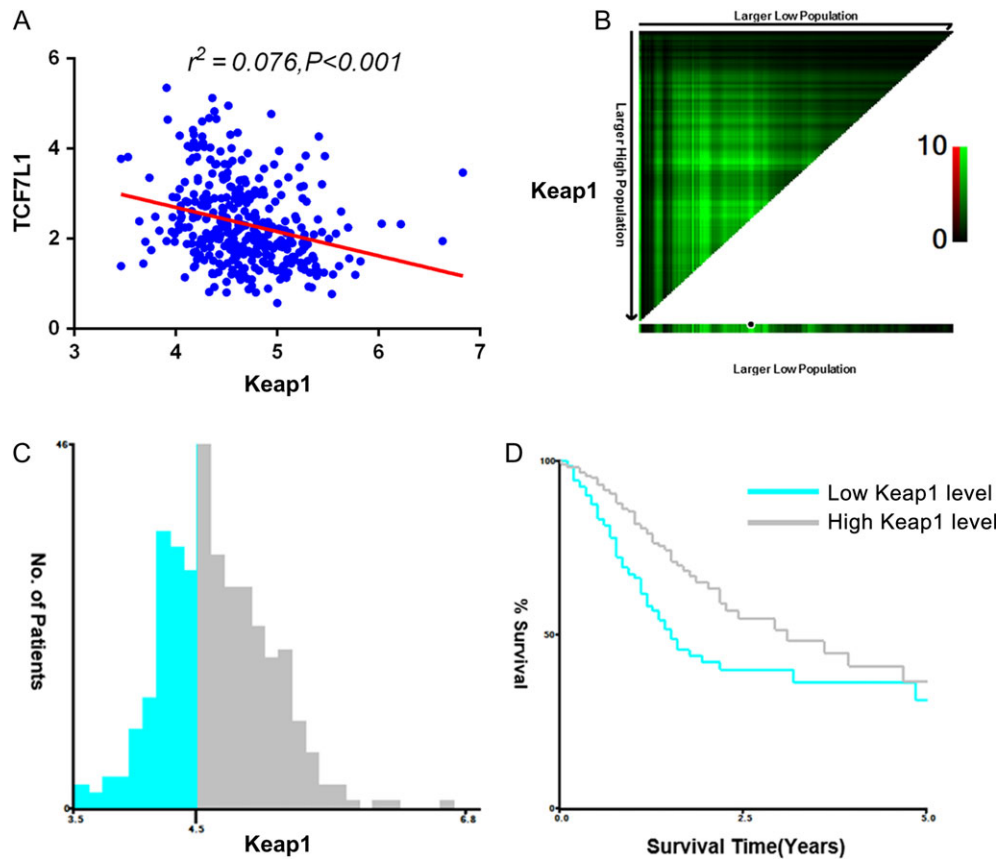 A
r² = 0.076,P<0.001
TCF7L1
6
4
2
0
3
4
5
6
7
Keap1
B
Larger Low Population
Larger High Population
Keap1
10
0
Larger Low Population
C
46
No. of Patients
0
3.5
4.5
6.8
Keap1
D
100
50
0
% Survival
Low Keap1 level
High Keap1 level
0.0
2.5
5.0
Survival Time(Years)